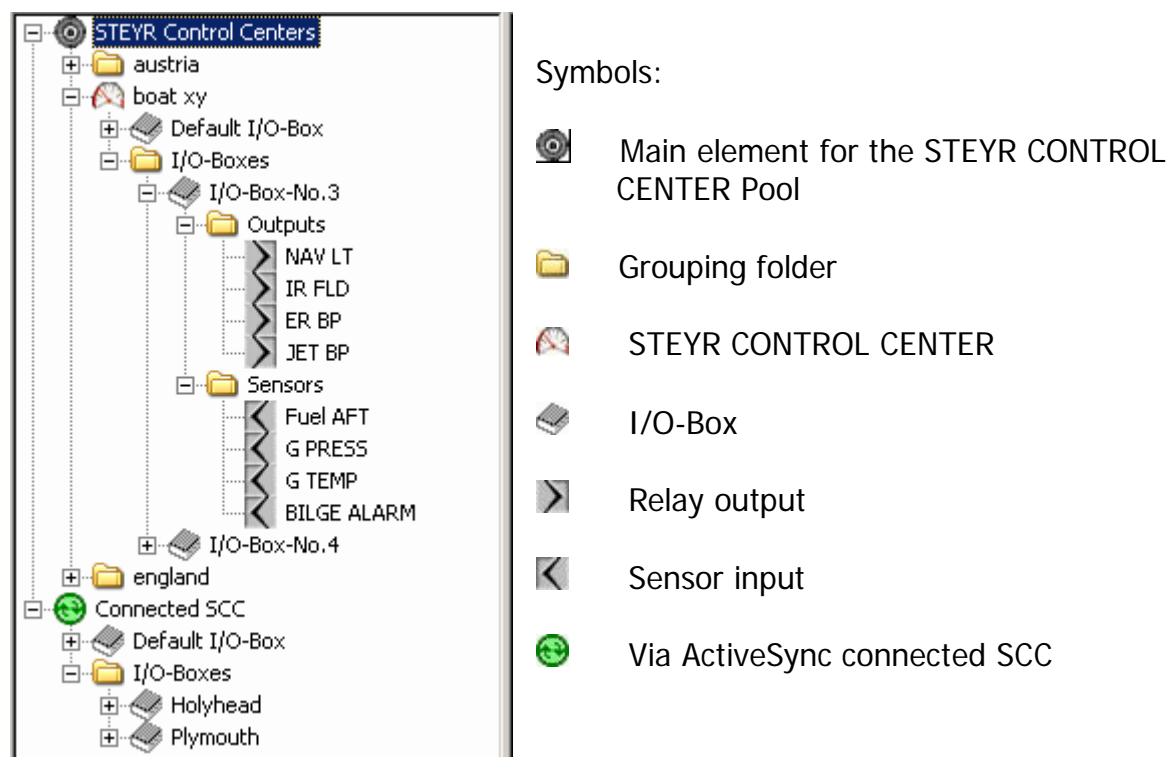 STEYR Control Centers
austria
boat xy
Default I/O-Box
I/O-Boxes
I/O-Box-No.3
Outputs
NAV LT
IR FLD
ER BP
JET BP
Sensors
Fuel AFT
G PRESS
G TEMP
BILGE ALARM
I/O-Box-No.4
england
Connected SCC
Default I/O-Box
I/O-Boxes
Holyhead
Plymouth
Symbols:
Main element for the STEYR CONTROL
CENTER Pool
Grouping folder
STEYR CONTROL CENTER
I/O-Box
Relay output
Sensor input
Via ActiveSync connected SCC